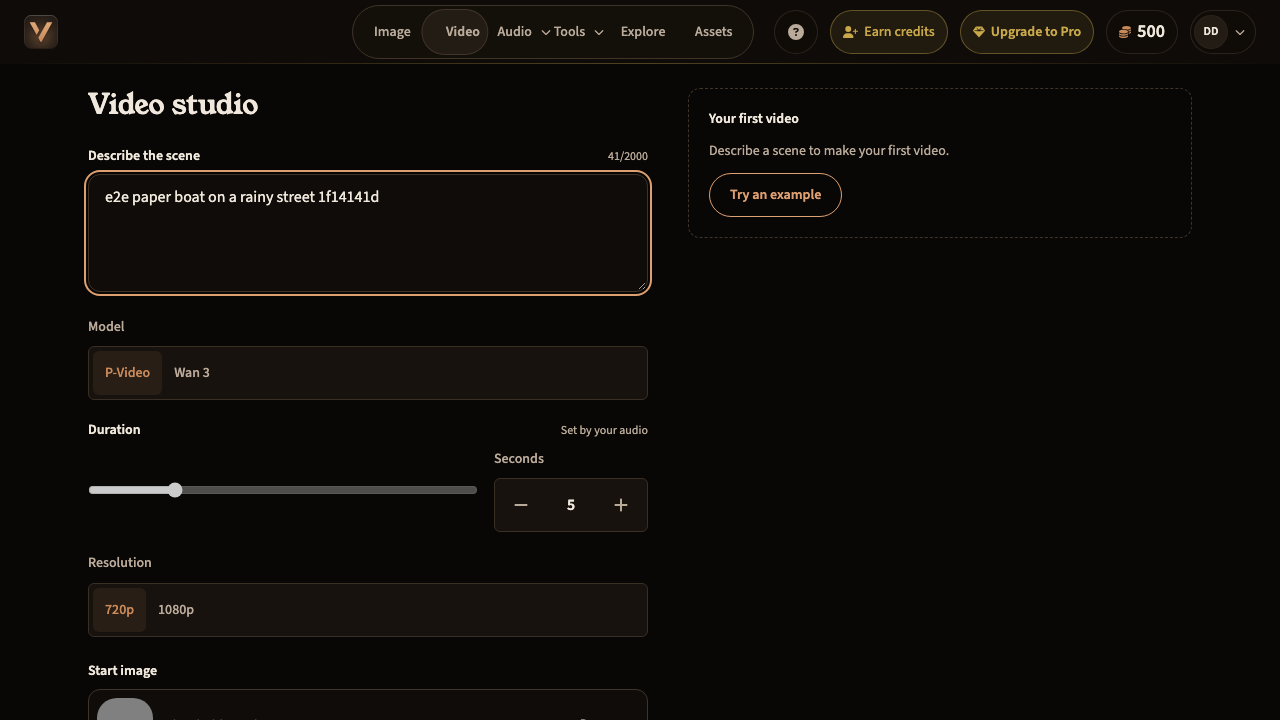 Image
Video
Audio
Tools
Explore
Assets
Earn credits
Upgrade to Pro
500
DD
Video studio
Describe the scene
41/2000
e2e paper boat on a rainy street 1f14141d
Model
P-Video
Wan 3
Duration
Set by your audio
Seconds
5
Resolution
720p
1080p
Start image
Your first video
Describe a scene to make your first video.
Try an example